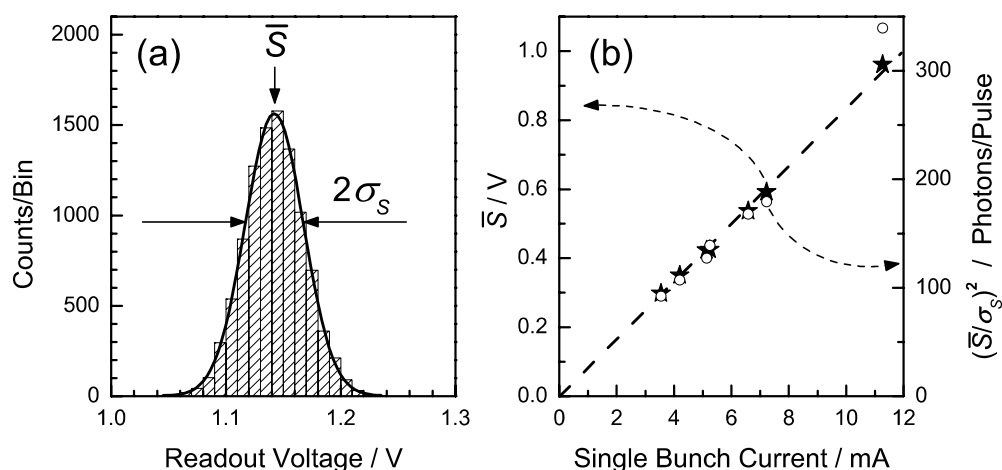 (a)
S̅
2σ_S
2000
1500
1000
500
0
Counts/Bin
1.0 1.1 1.2 1.3
Readout Voltage / V
(b)
1.0
0.8
0.6
0.4
0.2
0.0
S̅ / V
300
200
100
0
(S̅/σ_S)² / Photons/Pulse
0 2 4 6 8 10 12
Single Bunch Current / mA